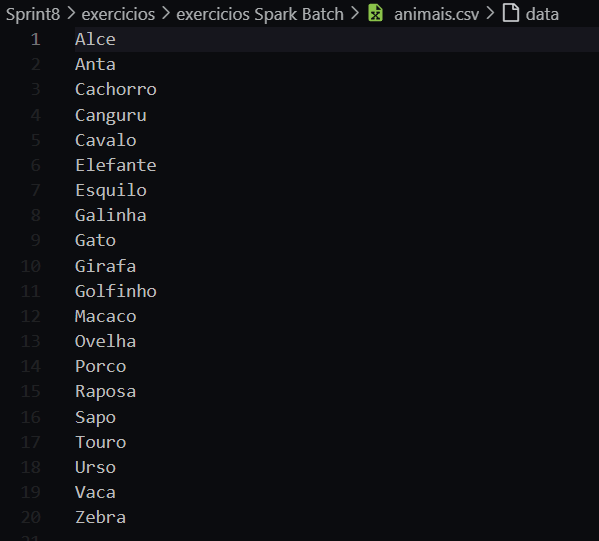 Sprint8 > exercicios > exercicios Spark Batch > animais.csv > data
1 Alce
2 Anta
3 Cachorro
4 Canguru
5 Cavalo
6 Elefante
7 Esquilo
8 Galinha
9 Gato
10 Girafa
11 Golfinho
12 Macaco
13 Ovelha
14 Porco
15 Raposa
16 Sapo
17 Touro
18 Urso
19 Vaca
20 Zebra
21